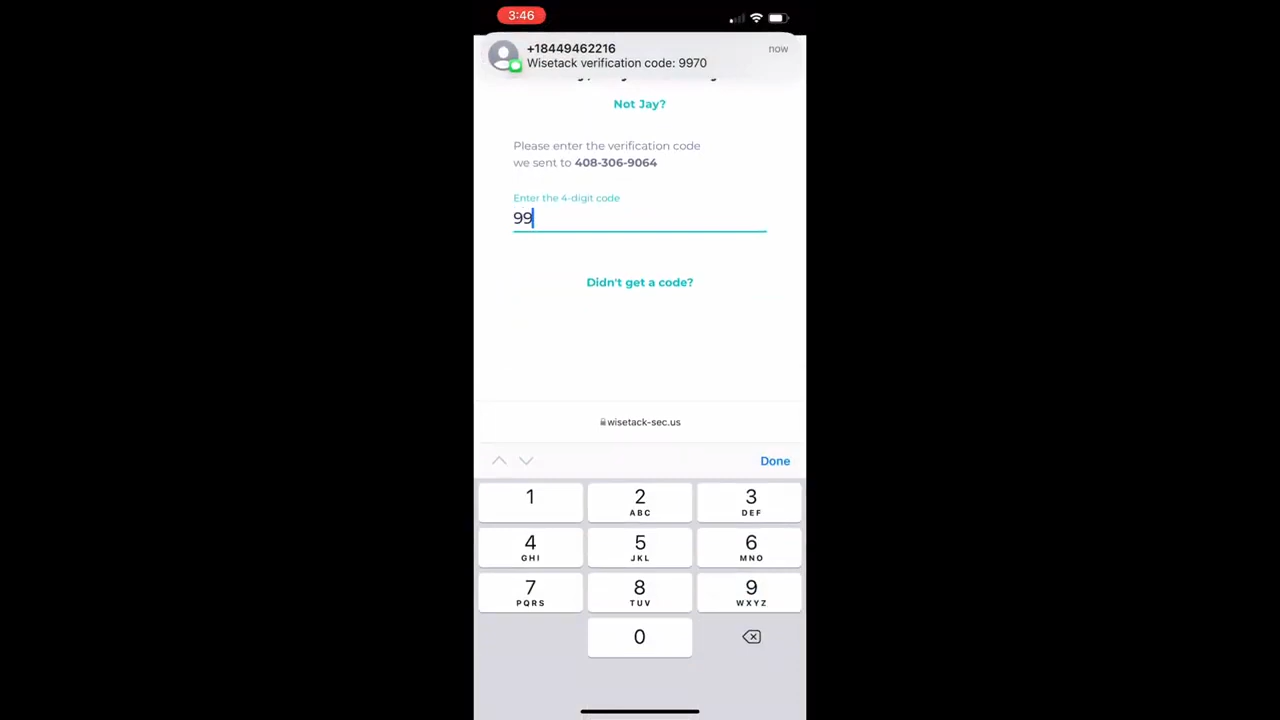 3:46
+18449462216
now
Wisetack verification code: 9970
Not Jay?
Please enter the verification code
we sent to 408-306-9064
Enter the 4-digit code
99
Didn't get a code?
wisetack-sec.us
Done
1 2 3
ABC DEF
4 5 6
GHI JKL MNO
7 8 9
PQRS TUV WXYZ
0